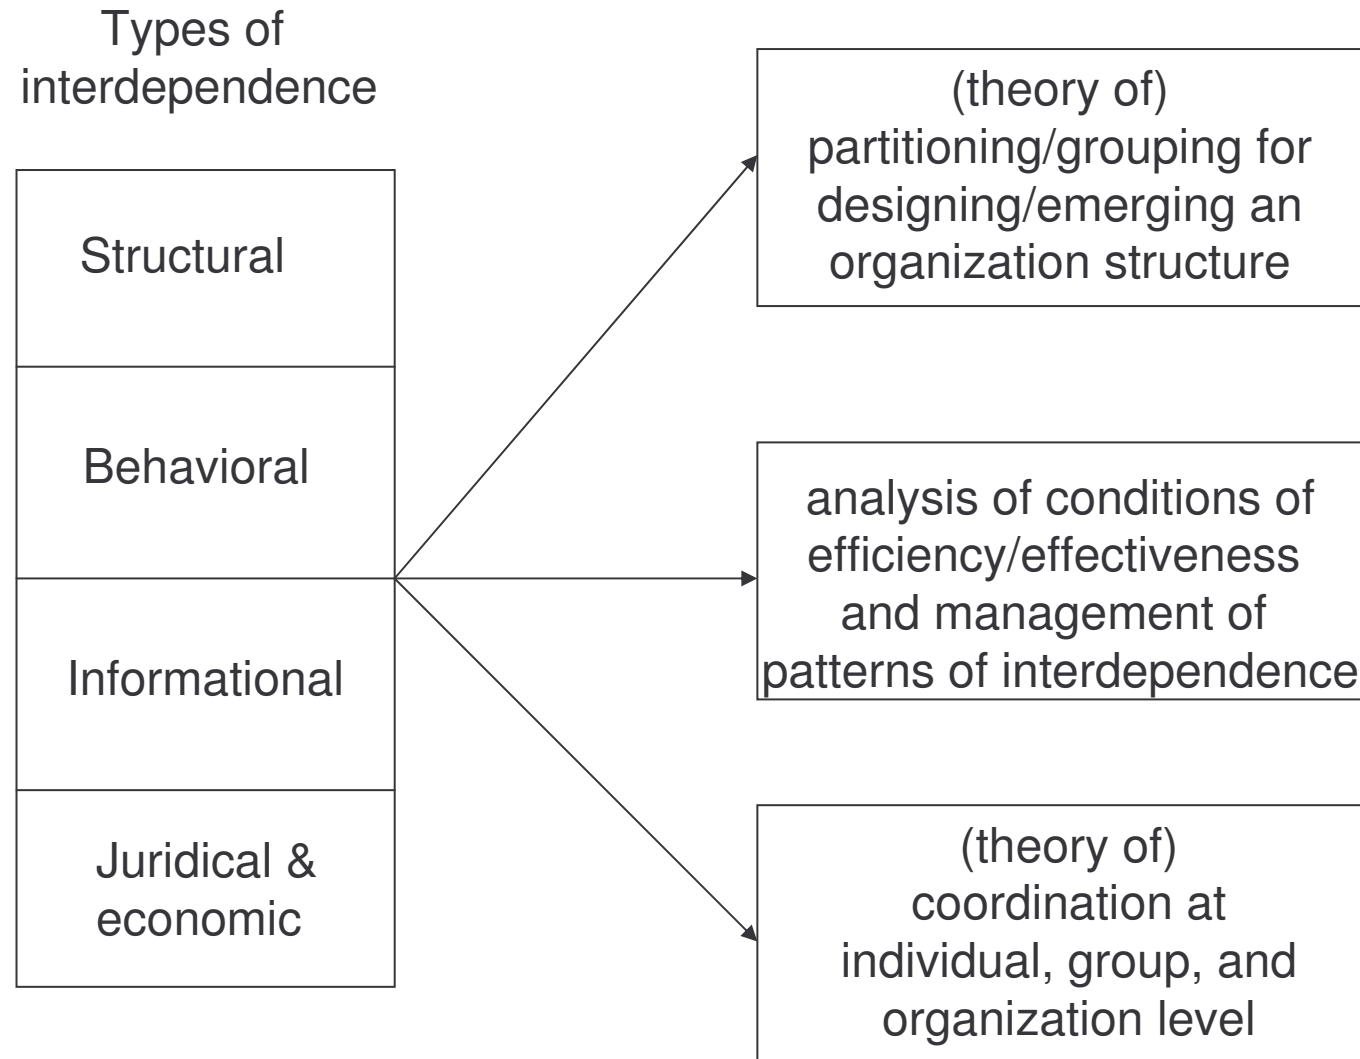 Types of
interdependence
Structural
Behavioral
Informational
Juridical &
economic
(theory of)
partitioning/grouping for
designing/emerging an
organization structure
analysis of conditions of
efficiency/effectiveness
and management of
patterns of interdependence
(theory of)
coordination at
individual, group, and
organization level